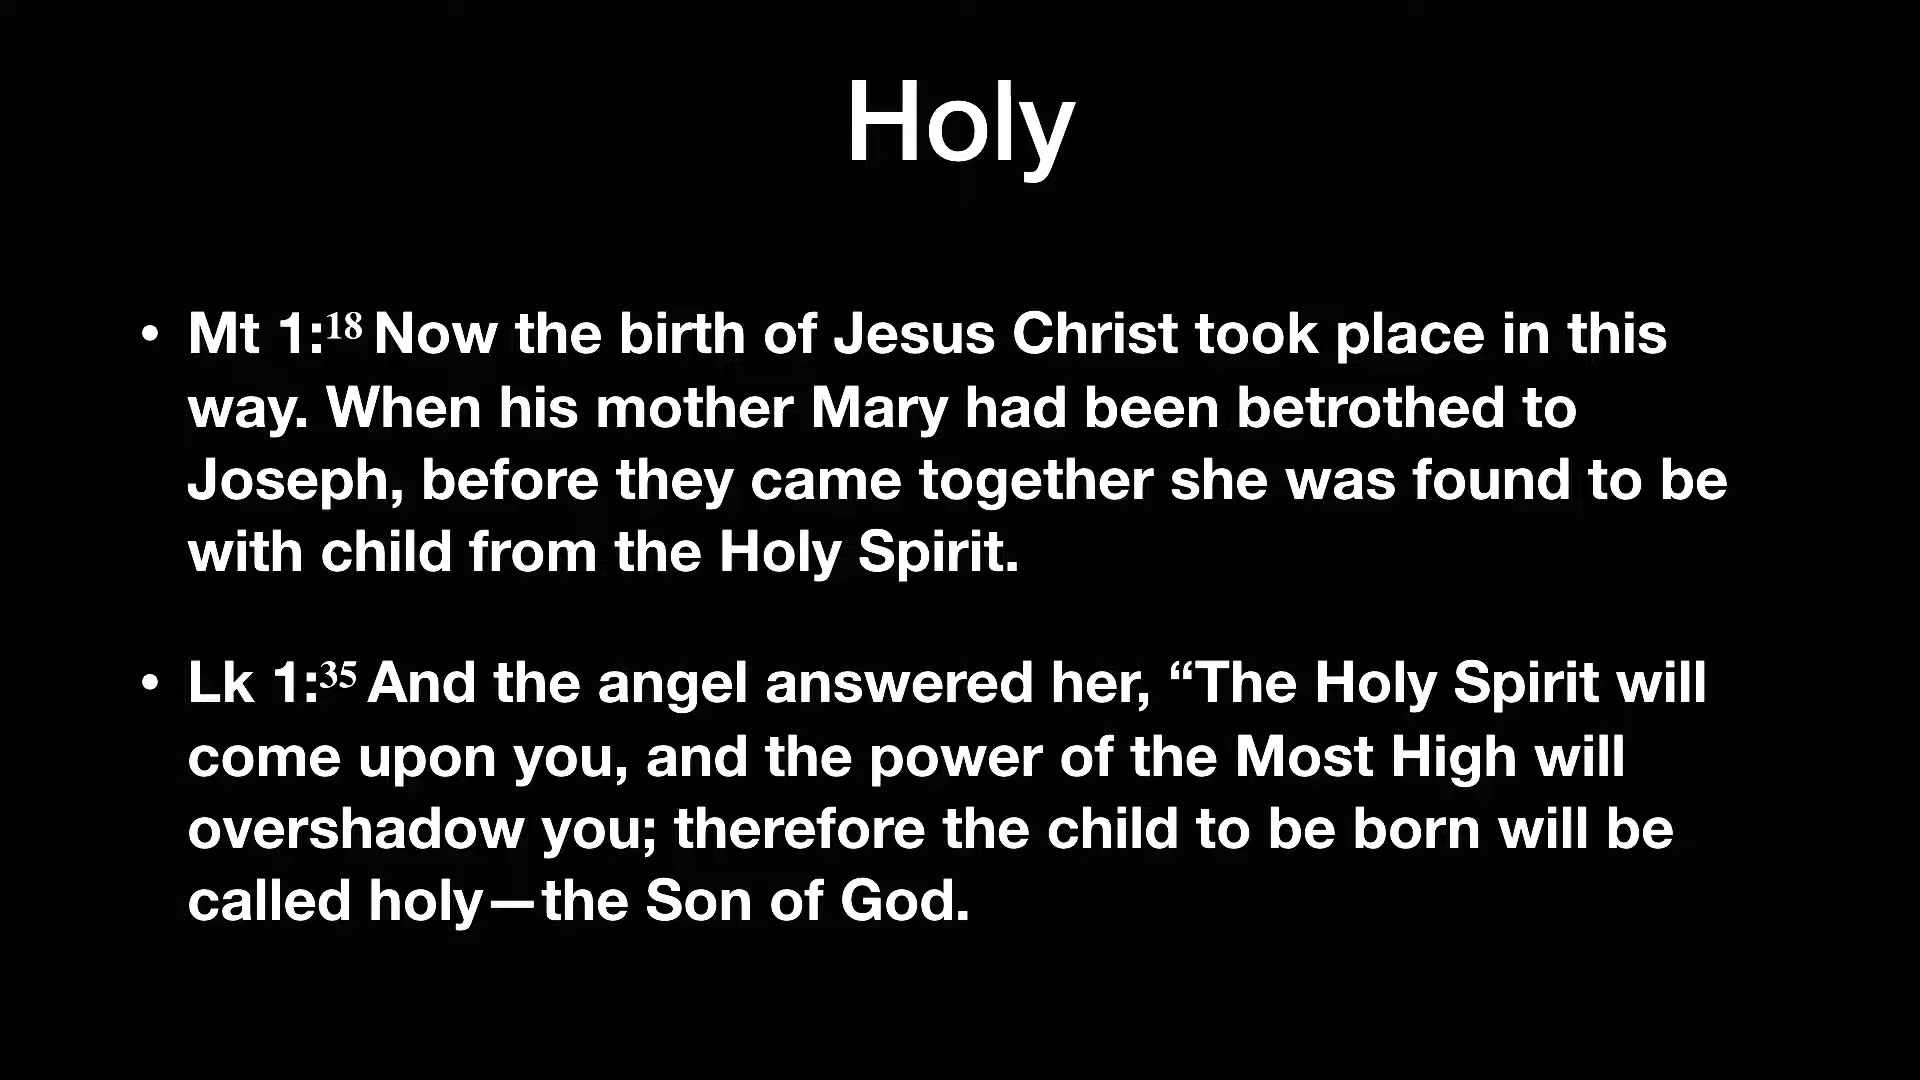 Holy
• Mt 1:18 Now the birth of Jesus Christ took place in this
way. When his mother Mary had been betrothed to
Joseph, before they came together she was found to be
with child from the Holy Spirit.
• Lk 1:35 And the angel answered her, “The Holy Spirit will
come upon you, and the power of the Most High will
overshadow you; therefore the child to be born will be
called holy—the Son of God.